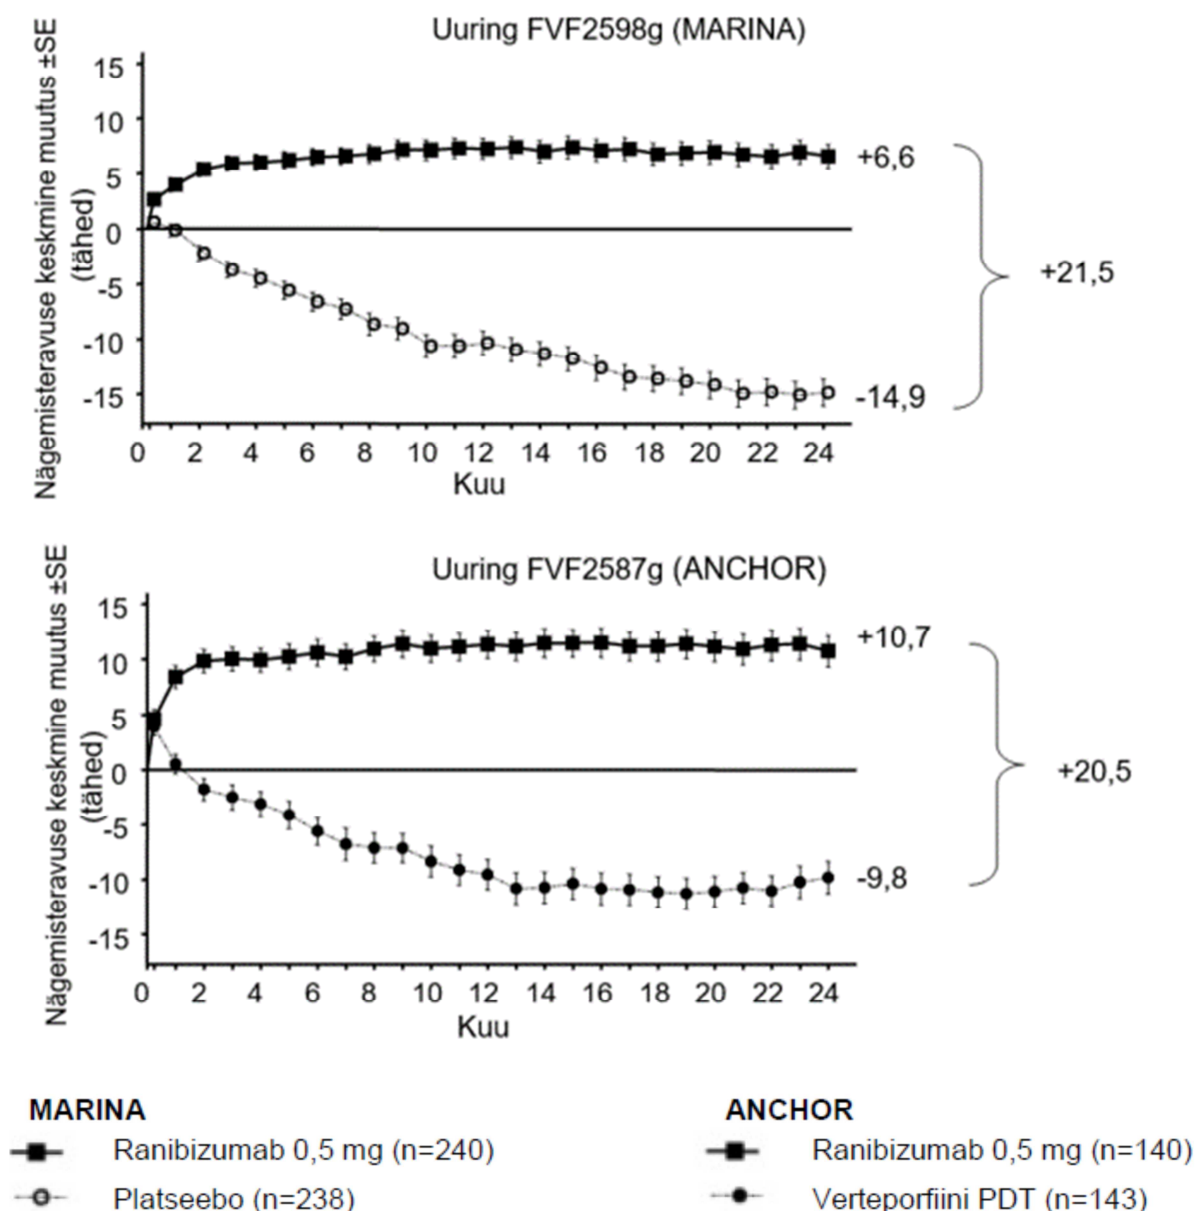 Uuring FVF2598g (MARINA)
Nägemisteravuse keskmine muutus ±SE
(tähed)
15
10
5
0
-5
-10
-15
+6,6
+21,5
-14,9
0 2 4 6 8 10 12 14 16 18 20 22 24
Kuu
Uuring FVF2587g (ANCHOR)
Nägemisteravuse keskmine muutus ±SE
(tähed)
15
10
5
0
-5
-10
-15
+10,7
+20,5
-9,8
0 2 4 6 8 10 12 14 16 18 20 22 24
Kuu
MARINA
Ranibizumab 0,5 mg (n=240)
Platseebo (n=238)
ANCHOR
Ranibizumab 0,5 mg (n=140)
Verteporfiini PDT (n=143)